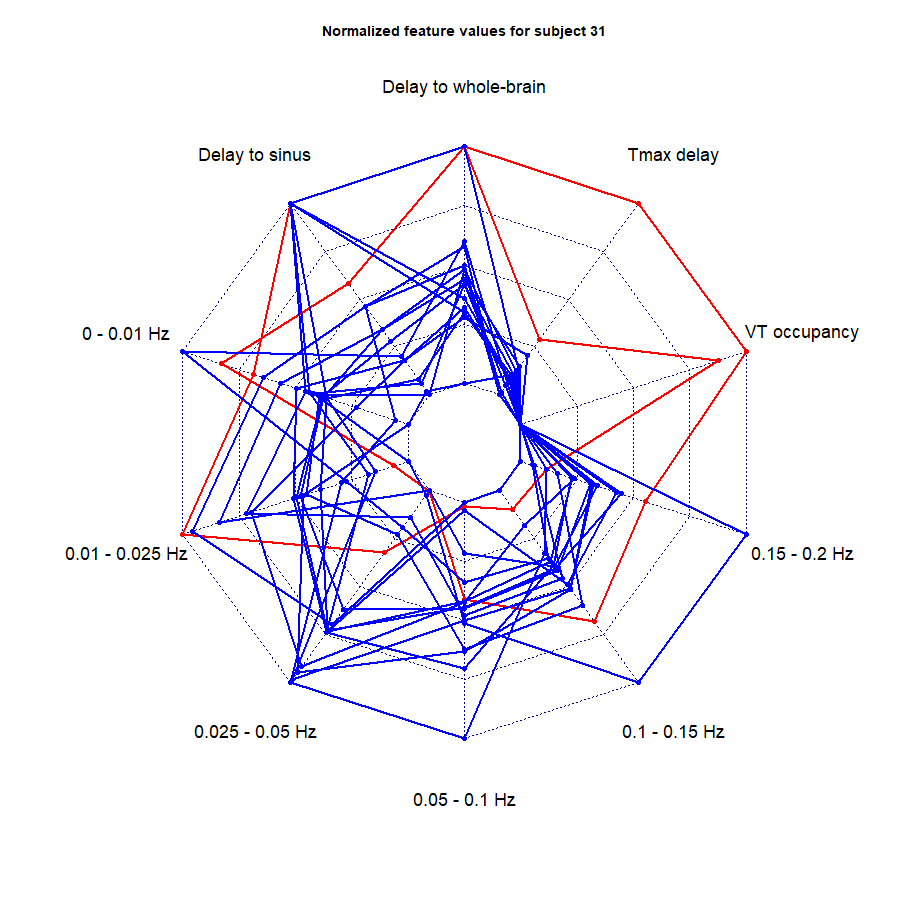 Normalized feature values for subject 31
Delay to whole-brain
Delay to sinus
Tmax delay
0 - 0.01 Hz
VT occupancy
0.01 - 0.025 Hz
0.15 - 0.2 Hz
0.025 - 0.05 Hz
0.1 - 0.15 Hz
0.05 - 0.1 Hz